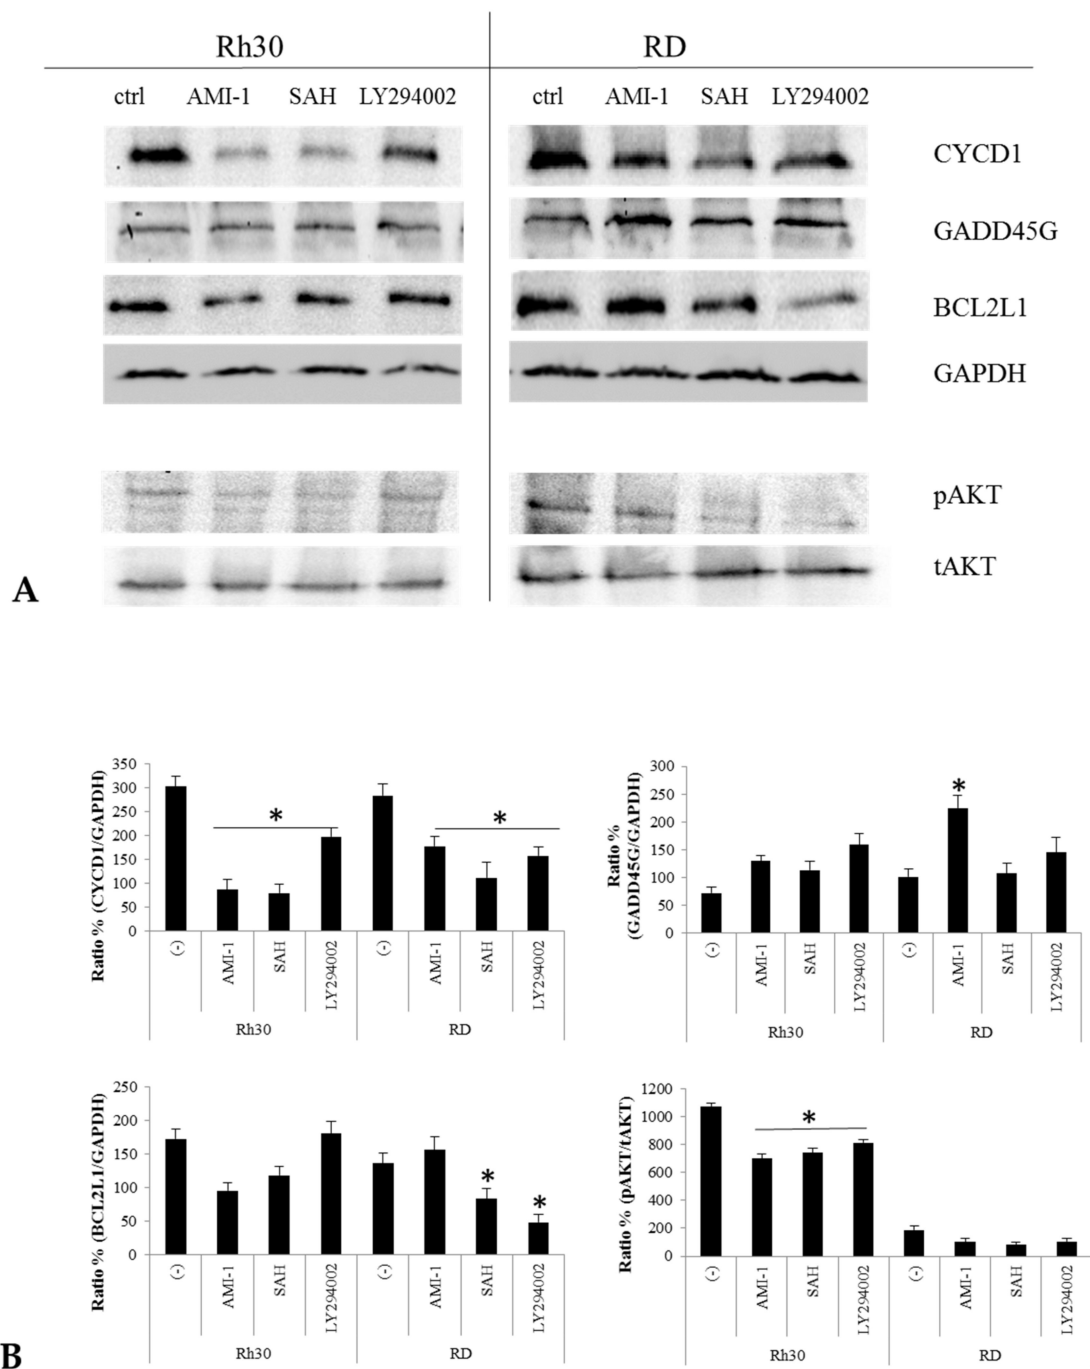 Rh30 RD
ctrl AMI-1 SAH LY294002 ctrl AMI-1 SAH LY294002
CYCD1
GADD45G
BCL2L1
GAPDH
pAKT
tAKT
A
Ratio % (CYCD1/GAPDH)
350
300
250
200
150
100
50
0
*
*
(-) AMI-1 SAH LY294002 (-) AMI-1 SAH LY294002
Rh30 RD
Ratio %
(GADD45G/GAPDH)
300
250
200
150
100
50
0
*
(-) AMI-1 SAH LY294002 (-) AMI-1 SAH LY294002
Rh30 RD
Ratio % (BCL2L1/GAPDH)
250
200
150
100
50
0
*
*
(-) AMI-1 SAH LY294002 (-) AMI-1 SAH LY294002
Rh30 RD
Ratio % (pAKT/tAKT)
1200
1000
800
600
400
200
0
*
(-) AMI-1 SAH LY294002 (-) AMI-1 SAH LY294002
Rh30 RD
B